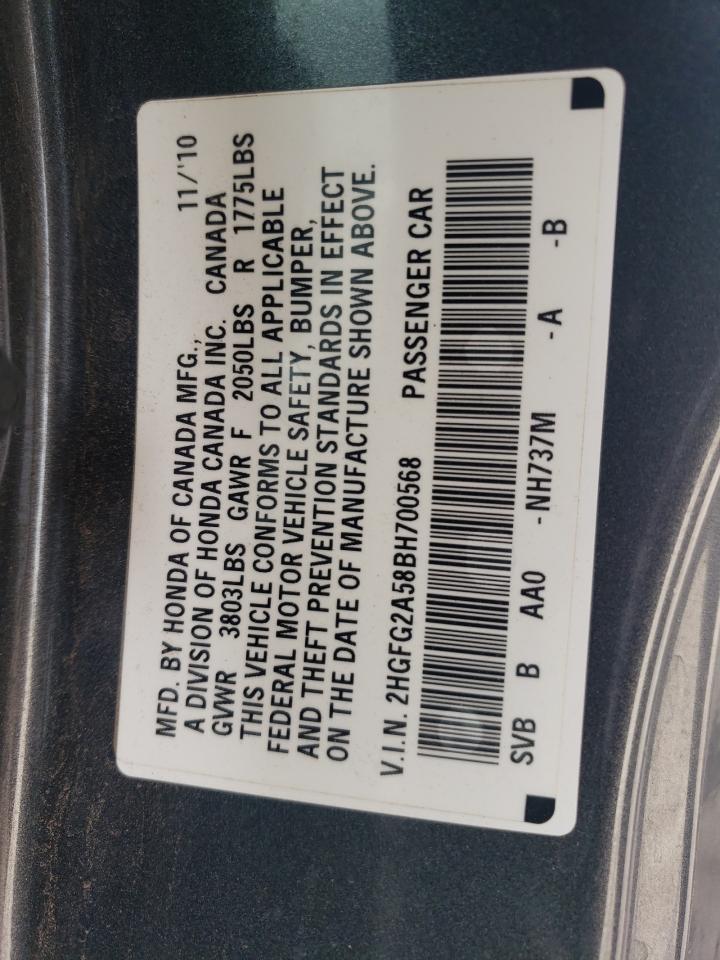 MFD. BY HONDA OF CANADA MFG., 11/'10
A DIVISION OF HONDA CANADA INC. CANADA
GVWR 3803LBS GAWR F 2050LBS R 1775LBS
THIS VEHICLE CONFORMS TO ALL APPLICABLE
FEDERAL MOTOR VEHICLE SAFETY, BUMPER,
AND THEFT PREVENTION STANDARDS IN EFFECT
ON THE DATE OF MANUFACTURE SHOWN ABOVE.
V.I.N. 2HGFG2A58BH700568 PASSENGER CAR
SVB B AA0 -NH737M -A -B